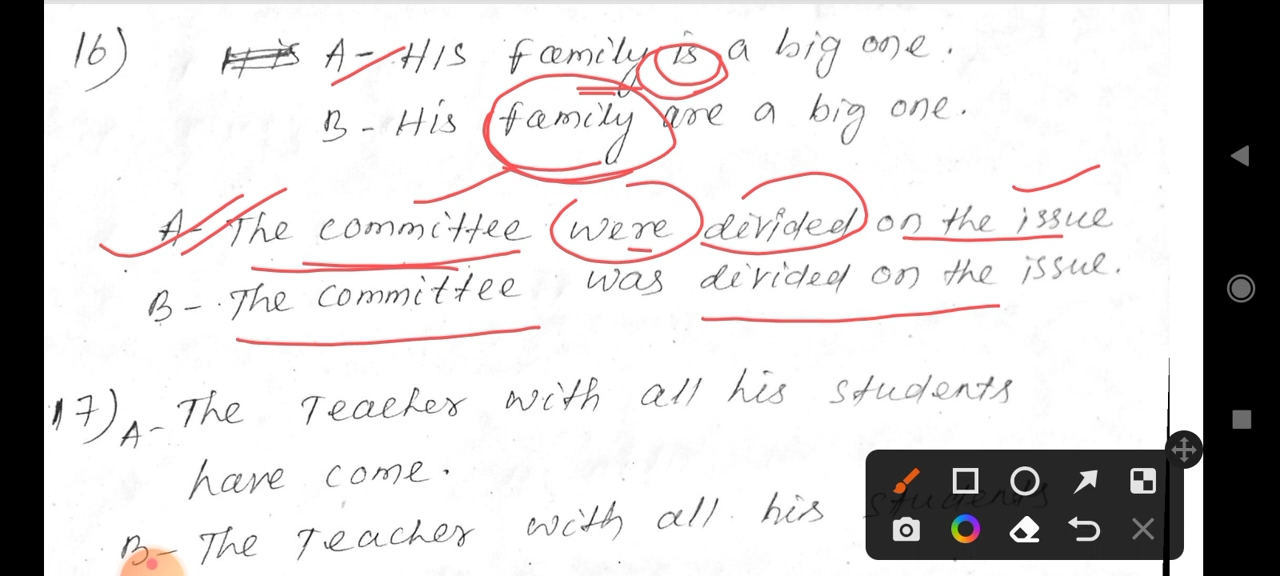 16) A- His family is a big one.
B - His family are a big one.
A- The committee were divided on the issue
B - The committee was divided on the issue.
17) A- The Teacher with all his students
have come.
B- The Teacher with all his students